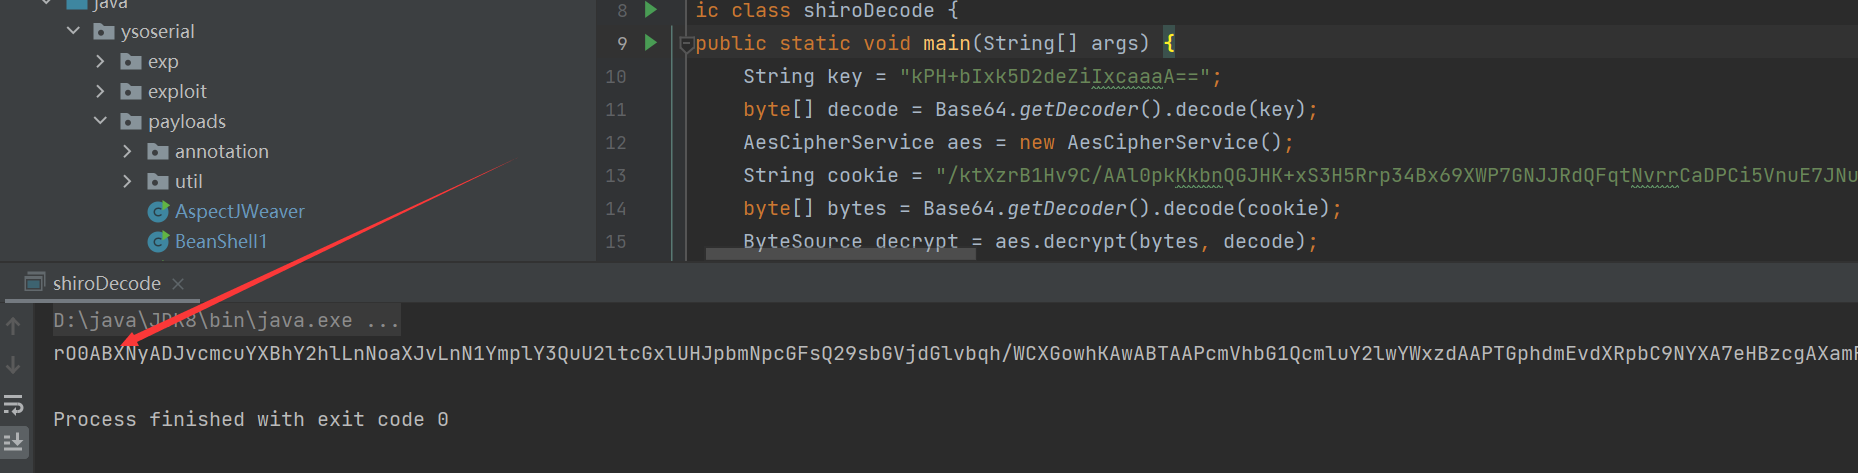 java
ysoserial
exp
exploit
payloads
annotation
util
AspectJWeaver
BeanShell1
8 ic class shiroDecode {
9 public static void main(String[] args) {
10 String key = "kPH+bIxk5D2deZiIxcaaaA==";
11 byte[] decode = Base64.getDecoder().decode(key);
12 AesCipherService aes = new AesCipherService();
13 String cookie = "/ktXzrB1Hv9C/AAl0pkKkbnQGJHK+xS3H5Rrp34Bx69XWP7GNJJRdQFqtNvrrCaDPCi5VnuE7JNu
14 byte[] bytes = Base64.getDecoder().decode(cookie);
15 ByteSource decrypt = aes.decrypt(bytes, decode);
shiroDecode
D:\java\JDK8\bin\java.exe ...
rO0ABXNyADJvcmcuYXBhY2hlLnNoaXJvLnN1YmplY3QuU2ltcGxlUHJpbmNpcGFsQ29sbGVjdGlvbqh/WCXGowhKAwABTAAPcmVhbG1QcmluY2lwYWxzdAAPTGphdmEvdXRpbC9NYXA7eHBzcgAXamF
Process finished with exit code 0